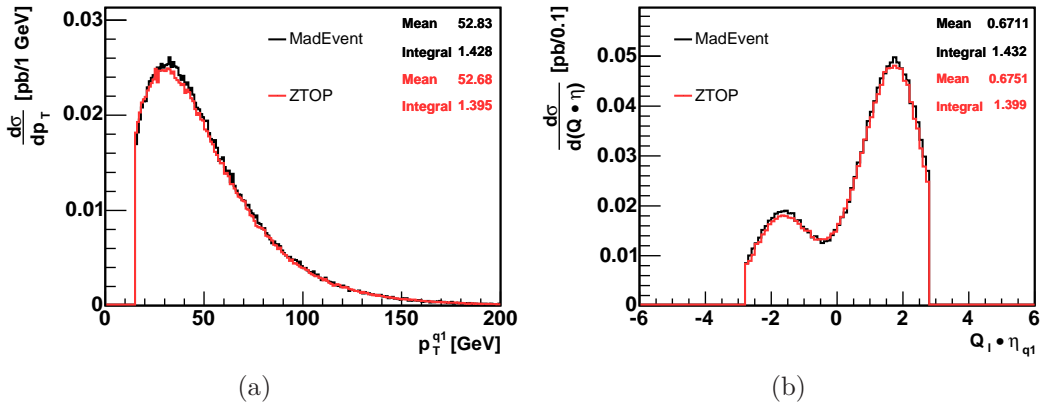 dσ/dp_T [pb/1 GeV]
0.03
0.02
0.01
0
MadEvent
ZTOP
Mean 52.83
Integral 1.428
Mean 52.68
Integral 1.395
0 50 100 150 200
p_T^q1 [GeV]
(a)
dσ/d(Q • η) [pb/0.1]
0.05
0.04
0.03
0.02
0.01
0
MadEvent
ZTOP
Mean 0.6711
Integral 1.432
Mean 0.6751
Integral 1.399
-6 -4 -2 0 2 4 6
Q_l • η_q1
(b)